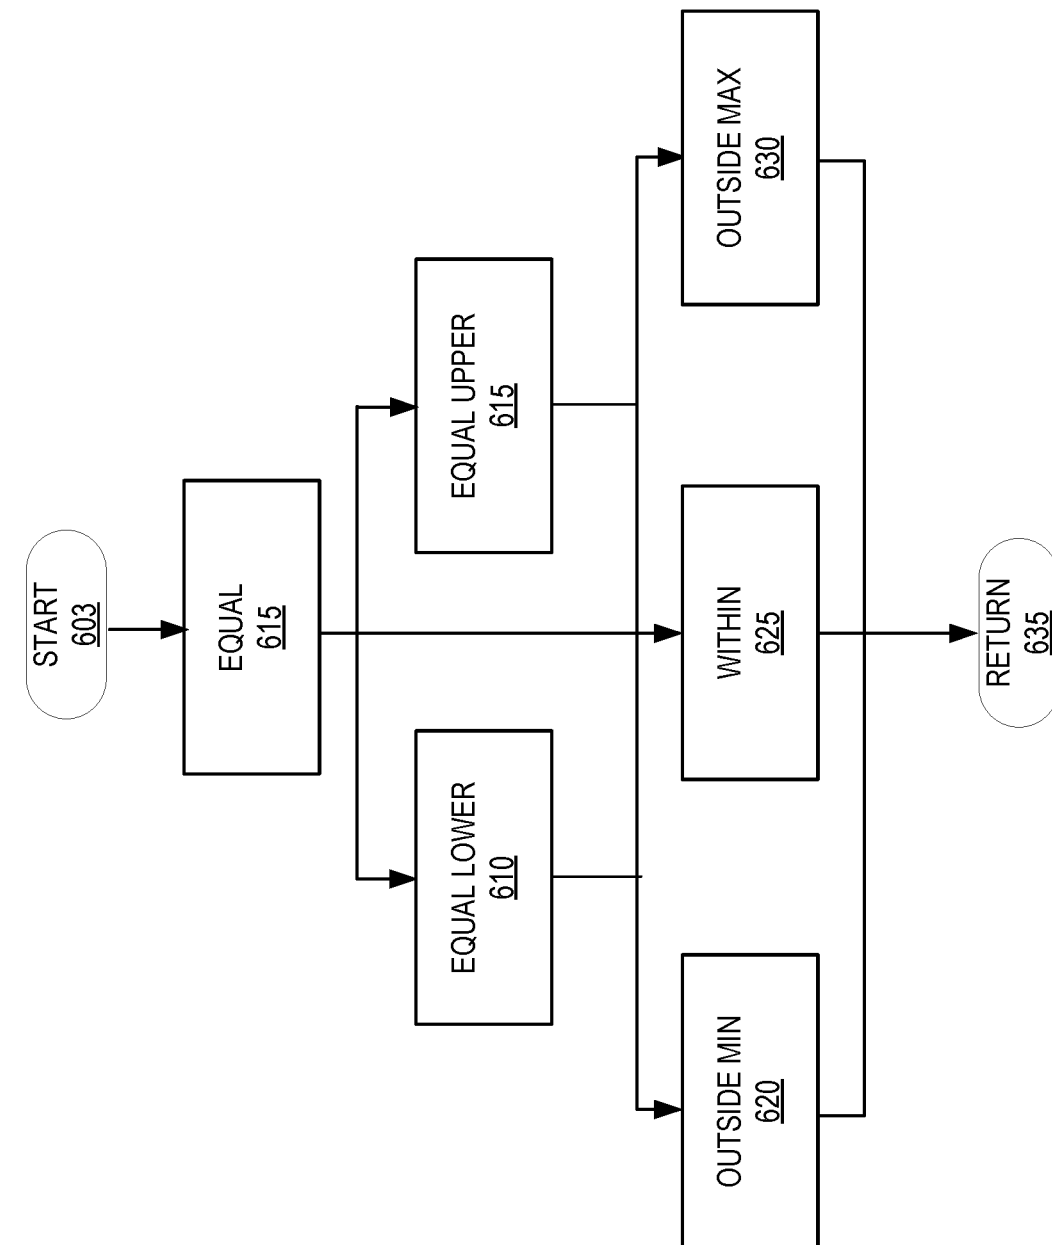 START
603
EQUAL
615
EQUAL LOWER
610
EQUAL UPPER
615
OUTSIDE MIN
620
WITHIN
625
OUTSIDE MAX
630
RETURN
635